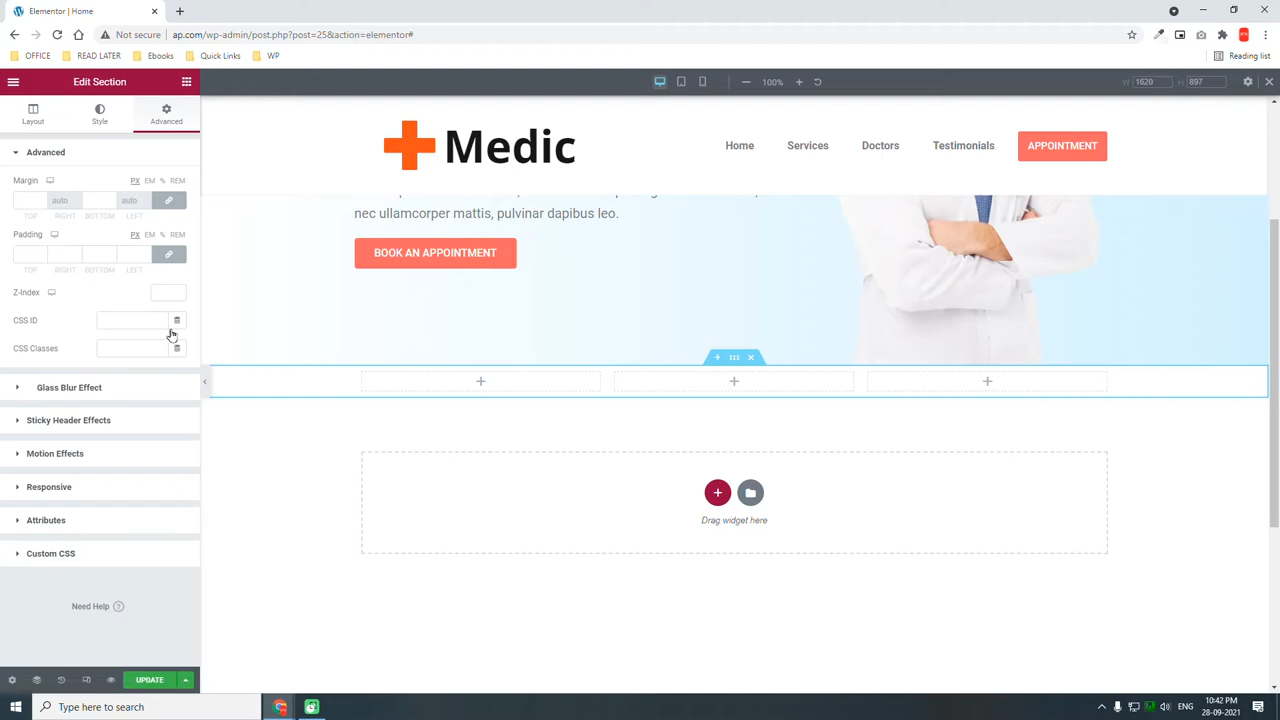 Elementor
Not secure
ap.com/wp-admin/post.php?post=25&action=elementor#
OFFICE
READ LATER
Ebooks
Quick Links
WP
Reading list
Edit Section
100%
W 1620
H 897
Layout
Style
Advanced
Medic
Home
Services
Doctors
Testimonials
APPOINTMENT
Advanced
Margin
PX EM % REM
auto
auto
TOP RIGHT BOTTOM LEFT
Padding
PX EM % REM
TOP RIGHT BOTTOM LEFT
Z-Index
CSS ID
CSS Classes
Glass Blur Effect
Sticky Header Effects
Motion Effects
Responsive
Attributes
Custom CSS
Need Help
UPDATE
nec ullamcorper mattis, pulvinar dapibus leo.
BOOK AN APPOINTMENT
Drag widget here
Type here to search
ENG
10:42 PM
28-09-2021